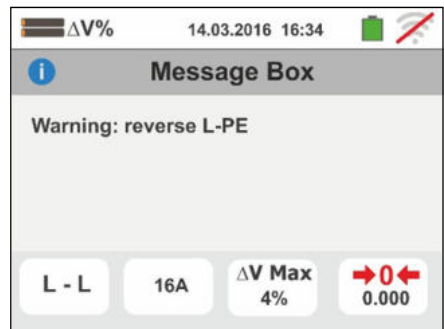 ΔV% 14.03.2016 16:34
i Message Box
Warning: reverse L-PE
L - L 16A ΔV Max 4% ➔0← 0.000